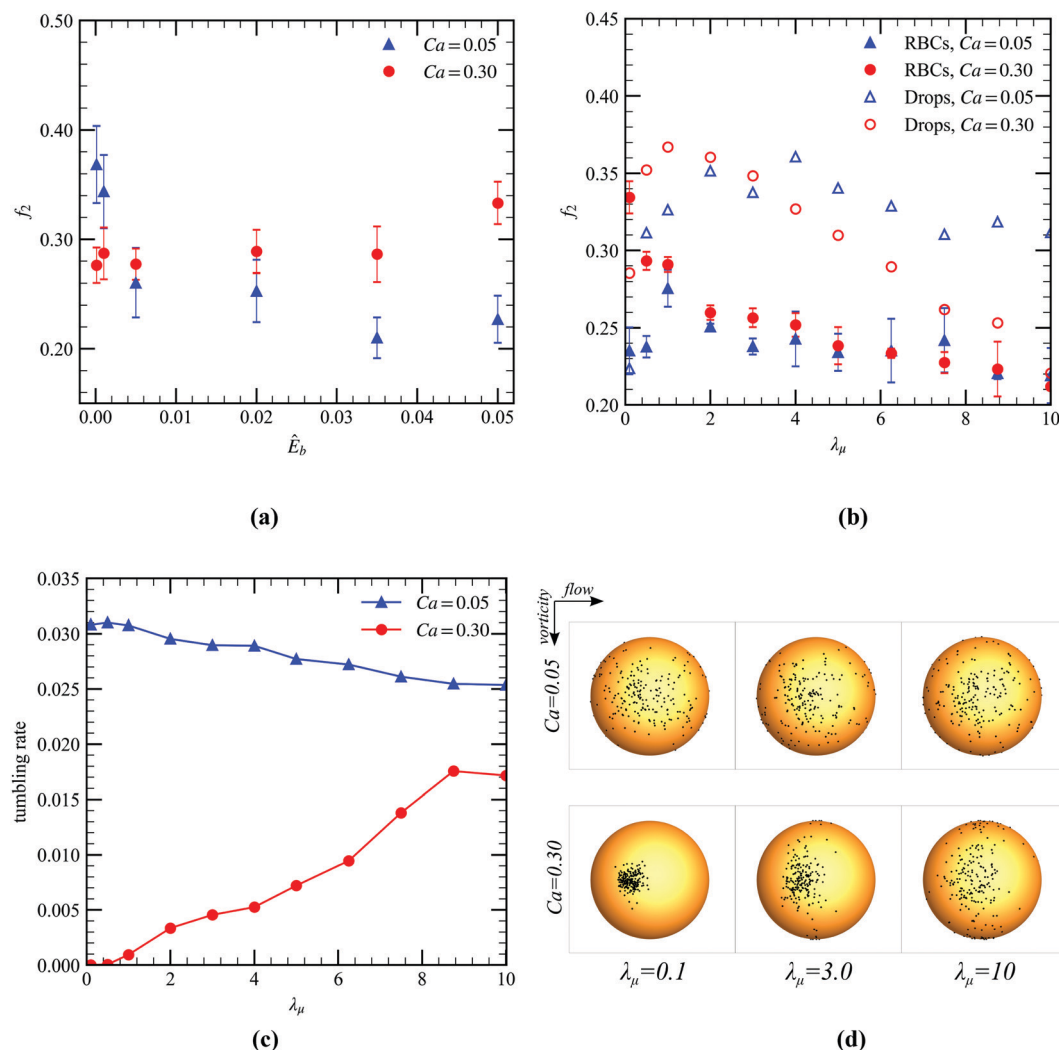 0.50
0.40
0.30
0.20
f₂
Ca = 0.05
Ca = 0.30
0.00 0.01 0.02 0.03 0.04 0.05
Ê_b
(a)
0.45
0.40
0.35
0.30
0.25
0.20
f₂
RBCs, Ca = 0.05
RBCs, Ca = 0.30
Drops, Ca = 0.05
Drops, Ca = 0.30
0 2 4 6 8 10
λ_μ
(b)
0.035
0.030
0.025
0.020
0.015
0.010
0.005
0.000
tumbling rate
Ca = 0.05
Ca = 0.30
0 2 4 6 8 10
λ_μ
(c)
flow
vorticity
Ca=0.05
Ca=0.30
λ_μ=0.1 λ_μ=3.0 λ_μ=10
(d)